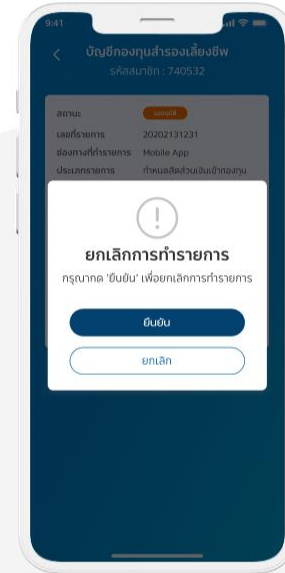 9:41
บัญชีกองทุนสำรองเลี้ยงชีพ
รหัสสมาชิก : 740532
สถานะ รออนุมัติ
เลขที่รายการ 20202131231
ช่องทางที่ทำรายการ Mobile App
ประเภทรายการ กำหนดสัดส่วนเงินเข้ากองทุน
ยกเลิกการทำรายการ
กรุณากด 'ยืนยัน' เพื่อยกเลิกการทำรายการ
ยืนยัน
ยกเลิก